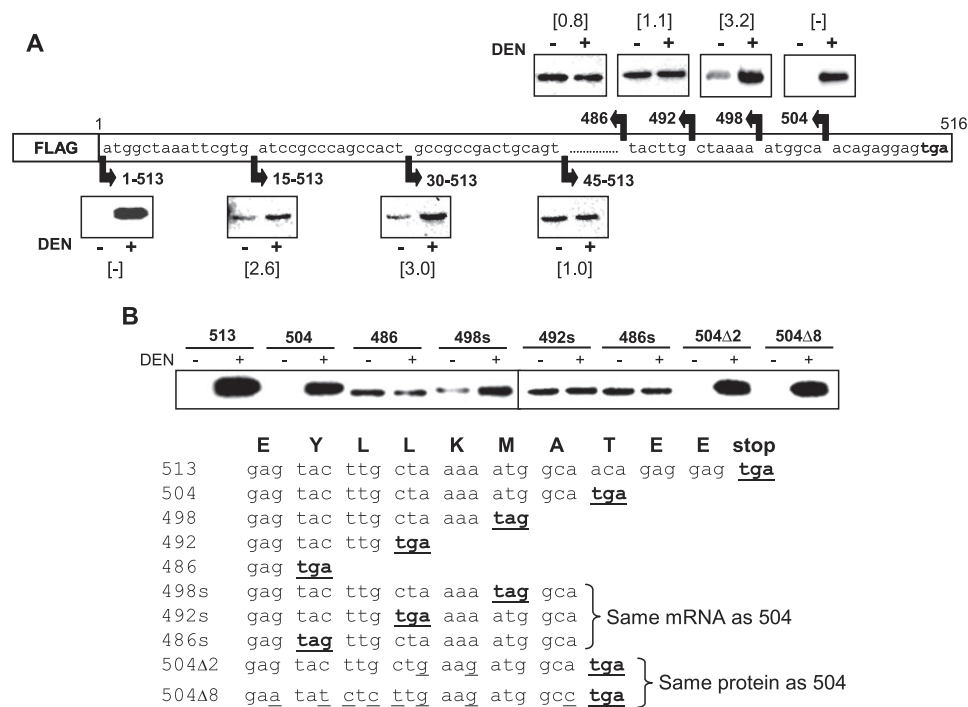 A
[0.8] [1.1] [3.2] [-]
DEN - + - + - + - +
1 486 492 498 504 516
FLAG atggctaaattcgtg atccgcccagccact gccgccgactgcagt .............. tacttg ctaaaa atggca acagaggagtga
1-513 15-513 30-513 45-513
DEN - + - + - + - +
[-] [2.6] [3.0] [1.0]
B
513 504 486 498s 492s 486s 504Δ2 504Δ8
DEN - + - + - + - + - + - + - + - +
E Y L L K M A T E E stop
513 gag tac ttg cta aaa atg gca aca gag gag tga
504 gag tac ttg cta aaa atg gca tga
498 gag tac ttg cta aaa tag
492 gag tac ttg tga
486 gag tga
498s gag tac ttg cta aaa tag gca
492s gag tac ttg tga aaa atg gca
486s gag tag ttg cta aaa atg gca
Same mRNA as 504
504Δ2 gag tac ttg ctg aag atg gca tga
504Δ8 gaa tat ctc ttg aag atg gcc tga
Same protein as 504